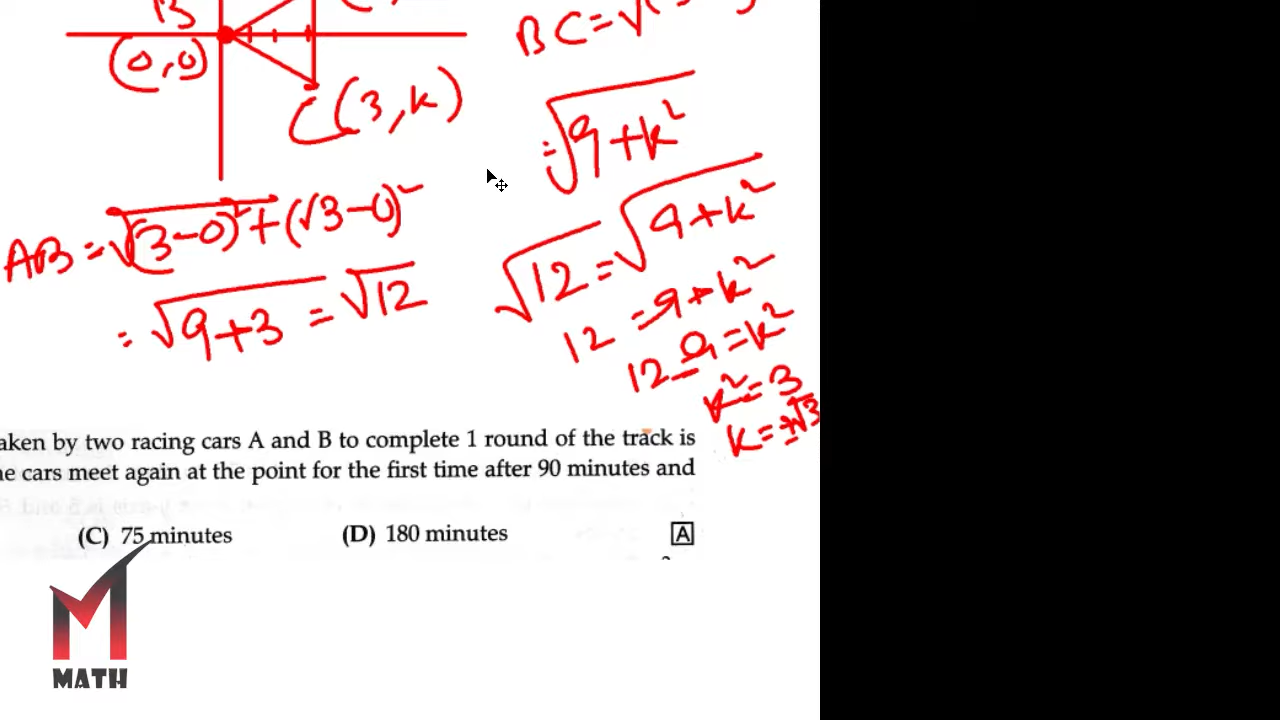 B
(0,0)
C(3,k)
BC=√(
=√9+k²
AB=√(3-0)²+(√3-0)²
=√9+3=√12
√12=√9+k²
12=9+k²
12-9=k²
k²=3
k=±√3
aken by two racing cars A and B to complete 1 round of the track is
e cars meet again at the point for the first time after 90 minutes and
(C) 75 minutes (D) 180 minutes A
MATH